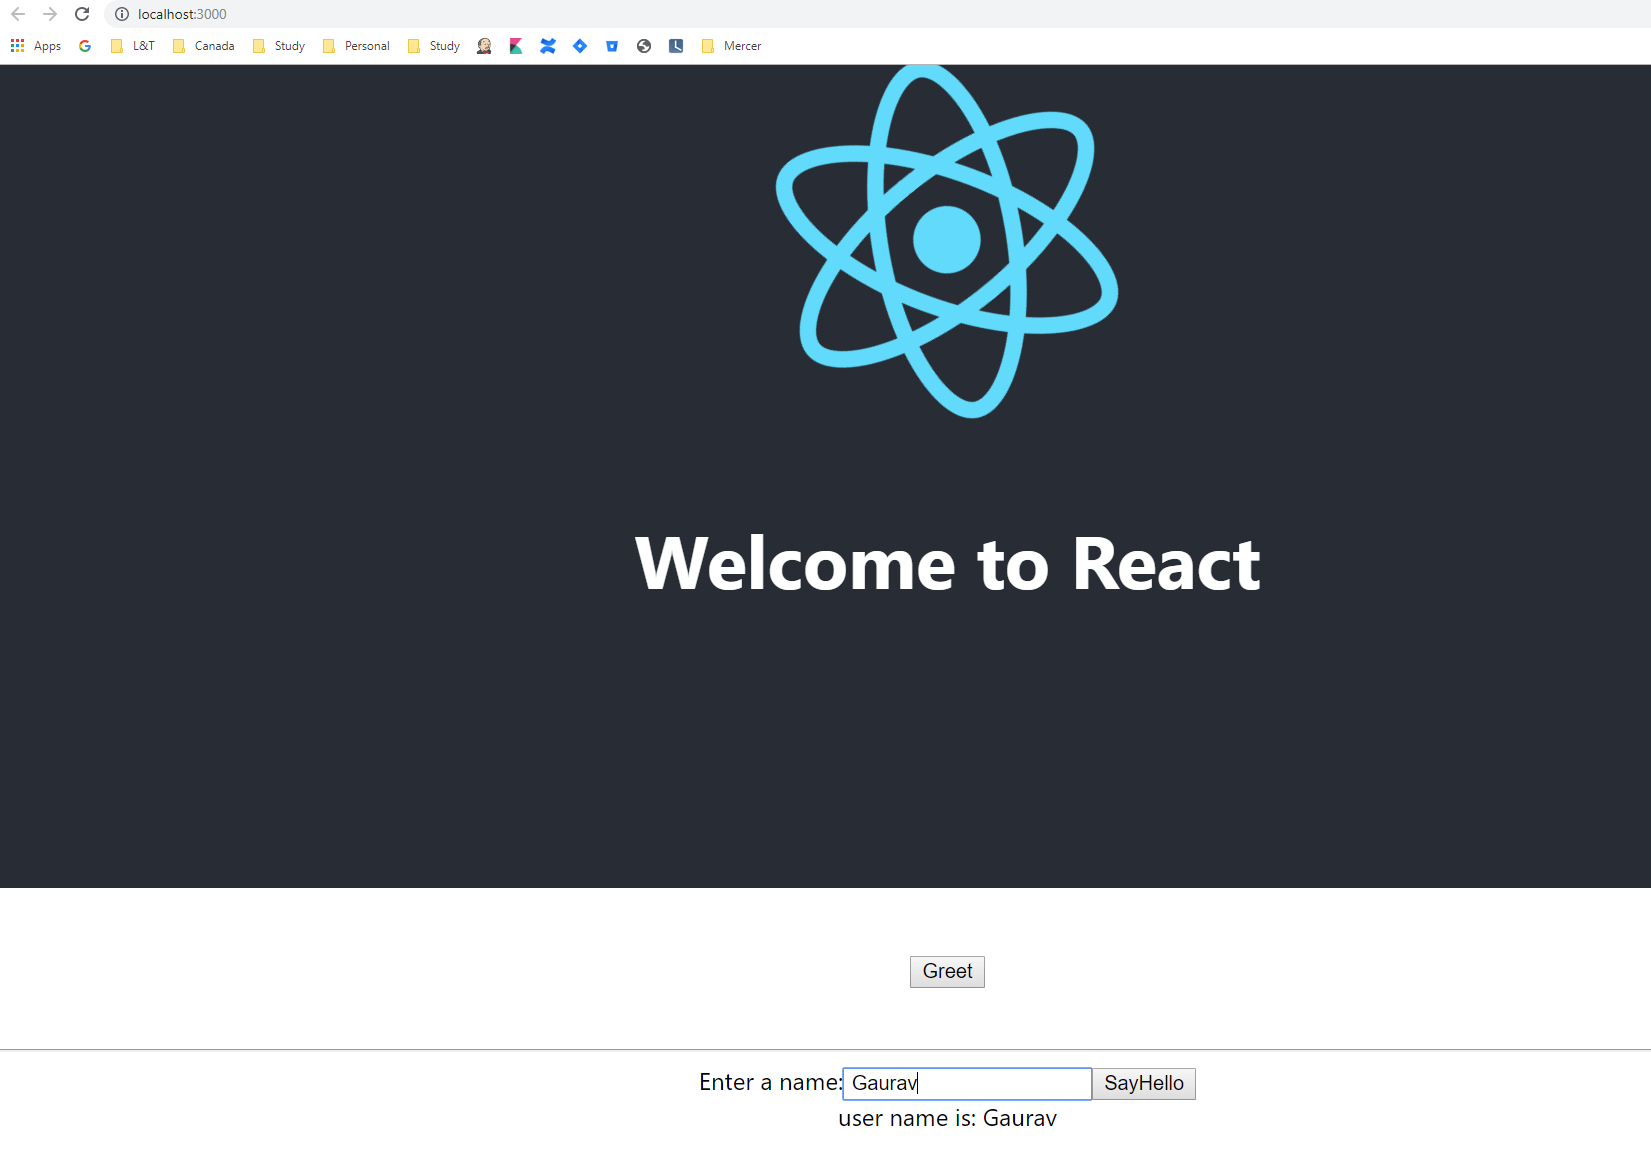 localhost:3000
Apps L&T Canada Study Personal Study Mercer
Welcome to React
Greet
Enter a name: Gaurav SayHello
user name is: Gaurav